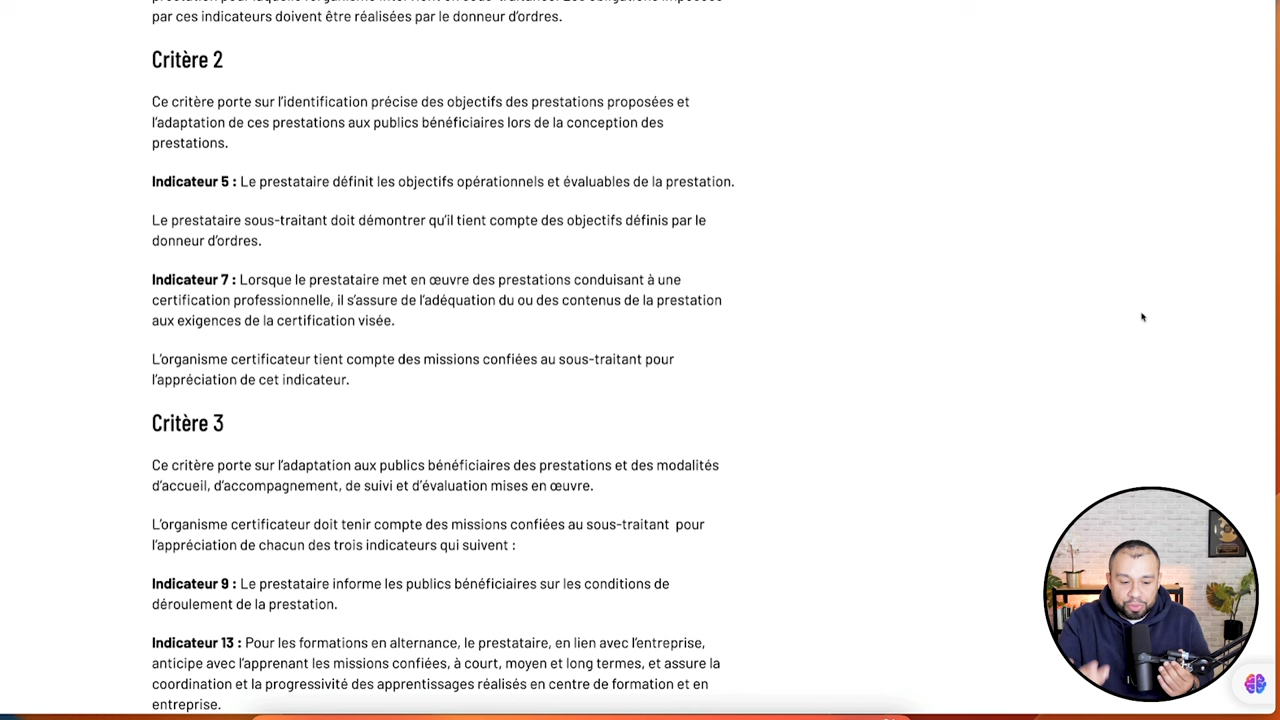 par ces indicateurs doivent être réalisées par le donneur d’ordres.
Critère 2
Ce critère porte sur l’identification précise des objectifs des prestations proposées et
l’adaptation de ces prestations aux publics bénéficiaires lors de la conception des
prestations.
Indicateur 5 : Le prestataire définit les objectifs opérationnels et évaluables de la prestation.
Le prestataire sous-traitant doit démontrer qu’il tient compte des objectifs définis par le
donneur d’ordres.
Indicateur 7 : Lorsque le prestataire met en œuvre des prestations conduisant à une
certification professionnelle, il s’assure de l’adéquation du ou des contenus de la prestation
aux exigences de la certification visée.
L’organisme certificateur tient compte des missions confiées au sous-traitant pour
l’appréciation de cet indicateur.
Critère 3
Ce critère porte sur l’adaptation aux publics bénéficiaires des prestations et des modalités
d’accueil, d’accompagnement, de suivi et d’évaluation mises en œuvre.
L’organisme certificateur doit tenir compte des missions confiées au sous-traitant pour
l’appréciation de chacun des trois indicateurs qui suivent :
Indicateur 9 : Le prestataire informe les publics bénéficiaires sur les conditions de
déroulement de la prestation.
Indicateur 13 : Pour les formations en alternance, le prestataire, en lien avec l’entreprise,
anticipe avec l’apprenant les missions confiées, à court, moyen et long termes, et assure la
coordination et la progressivité des apprentissages réalisés en centre de formation et en
entreprise.